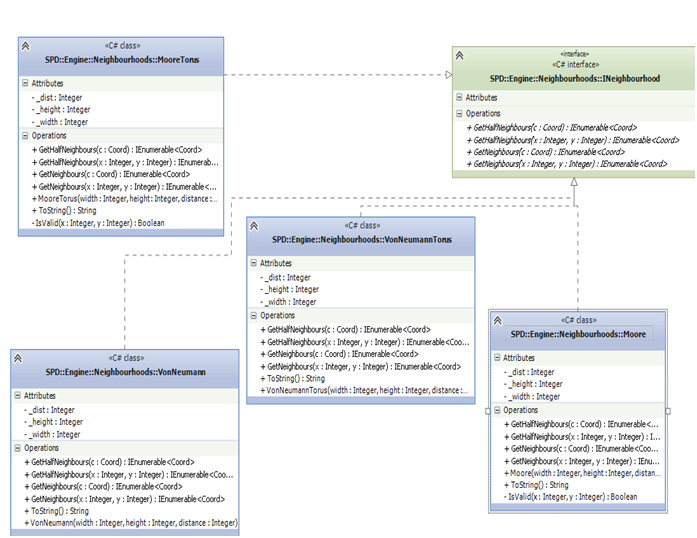 «C# class»
SPD::Engine::Neighbourhoods::MooreTorus
Attributes
- _dist : Integer
- _height : Integer
- _width : Integer
Operations
+ GetHalfNeighbours(c : Coord) : IEnumerable<Coord>
+ GetHalfNeighbours(x : Integer, y : Integer) : IEnumerab...
+ GetNeighbours(c : Coord) : IEnumerable<Coord>
+ GetNeighbours(x : Integer, y : Integer) : IEnumerable<...
+ MooreTorus(width : Integer, height : Integer, distance :...
+ ToString() : String
- IsValid(x : Integer, y : Integer) : Boolean
«interface»
«C# interface»
SPD::Engine::Neighbourhoods::INeighbourhood
Attributes
Operations
+ GetHalfNeighbours(c : Coord) : IEnumerable<Coord>
+ GetHalfNeighbours(x : Integer, y : Integer) : IEnumerable<Coord>
+ GetNeighbours(c : Coord) : IEnumerable<Coord>
+ GetNeighbours(x : Integer, y : Integer) : IEnumerable<Coord>
«C# class»
SPD::Engine::Neighbourhoods::VonNeumannTorus
Attributes
- _dist : Integer
- _height : Integer
- _width : Integer
Operations
+ GetHalfNeighbours(c : Coord) : IEnumerable<Coord>
+ GetHalfNeighbours(x : Integer, y : Integer) : IEnumerable<Coo...
+ GetNeighbours(c : Coord) : IEnumerable<Coord>
+ GetNeighbours(x : Integer, y : Integer) : IEnumerable<Coord>
+ ToString() : String
+ VonNeumannTorus(width : Integer, height : Integer, distance :...
«C# class»
SPD::Engine::Neighbourhoods::Moore
Attributes
- _dist : Integer
- _height : Integer
- _width : Integer
Operations
+ GetHalfNeighbours(c : Coord) : IEnumerable<...
+ GetHalfNeighbours(x : Integer, y : Integer) : I...
+ GetNeighbours(c : Coord) : IEnumerable<Coo...
+ GetNeighbours(x : Integer, y : Integer) : IEnu...
+ Moore(width : Integer, height : Integer, distan...
+ ToString() : String
- IsValid(x : Integer, y : Integer) : Boolean
«C# class»
SPD::Engine::Neighbourhoods::VonNeumann
Attributes
- _dist : Integer
- _height : Integer
- _width : Integer
Operations
+ GetHalfNeighbours(c : Coord) : IEnumerable<Coord>
+ GetHalfNeighbours(x : Integer, y : Integer) : IEnumerable<Coo...
+ GetNeighbours(c : Coord) : IEnumerable<Coord>
+ GetNeighbours(x : Integer, y : Integer) : IEnumerable<Coord>
+ ToString() : String
+ VonNeumann(width : Integer, height : Integer, distance : Integer)